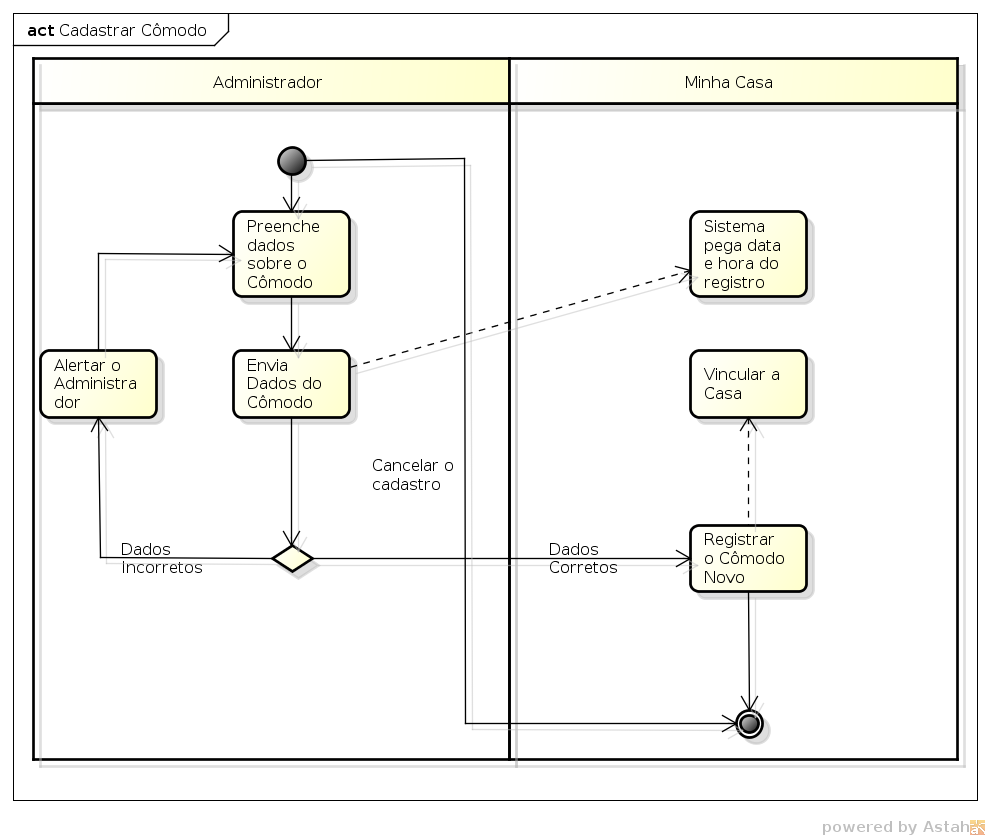 act Cadastrar Cômodo
Administrador
Minha Casa
Preenche
dados
sobre o
Cômodo
Sistema
pega data
e hora do
registro
Alertar o
Administra
dor
Envia
Dados do
Cômodo
Vincular a
Casa
Cancelar o
cadastro
Dados
Incorretos
Dados
Corretos
Registrar
o Cômodo
Novo
powered by Astah